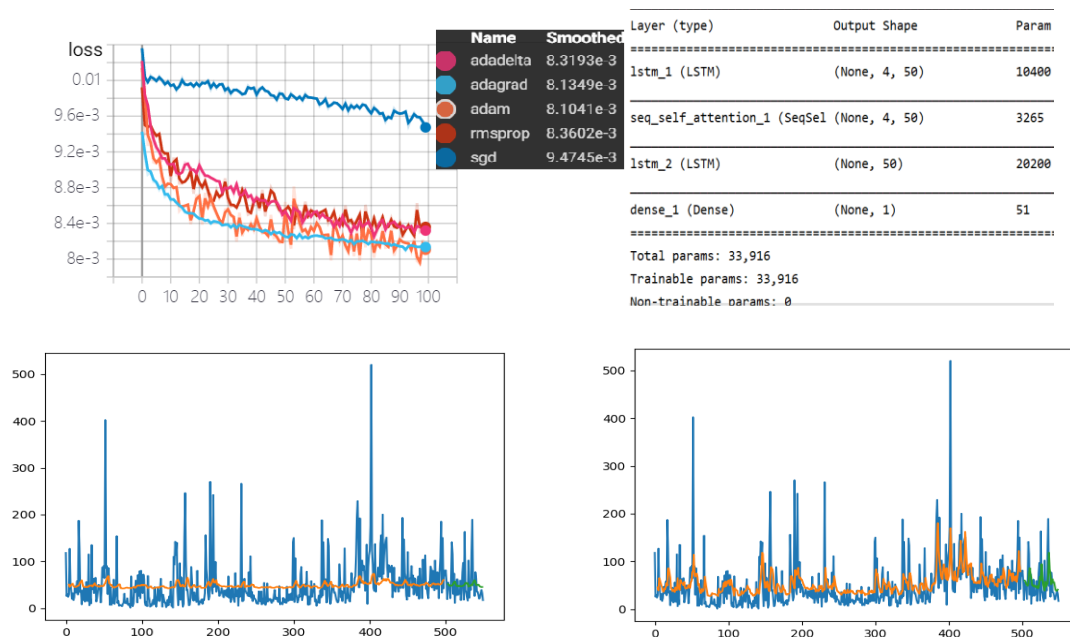 loss
0.01
9.6e-3
9.2e-3
8.8e-3
8.4e-3
8e-3
0 10 20 30 40 50 60 70 80 90 100
Name Smoothed
adadelta 8.3193e-3
adagrad 8.1349e-3
adam 8.1041e-3
rmsprop 8.3602e-3
sgd 9.4745e-3
Layer (type) Output Shape Param
lstm_1 (LSTM) (None, 4, 50) 10400
seq_self_attention_1 (SeqSel (None, 4, 50) 3265
lstm_2 (LSTM) (None, 50) 20200
dense_1 (Dense) (None, 1) 51
Total params: 33,916
Trainable params: 33,916
Non-trainable params: 0
500
400
300
200
100
0
0 100 200 300 400 500
500
400
300
200
100
0
0 100 200 300 400 500